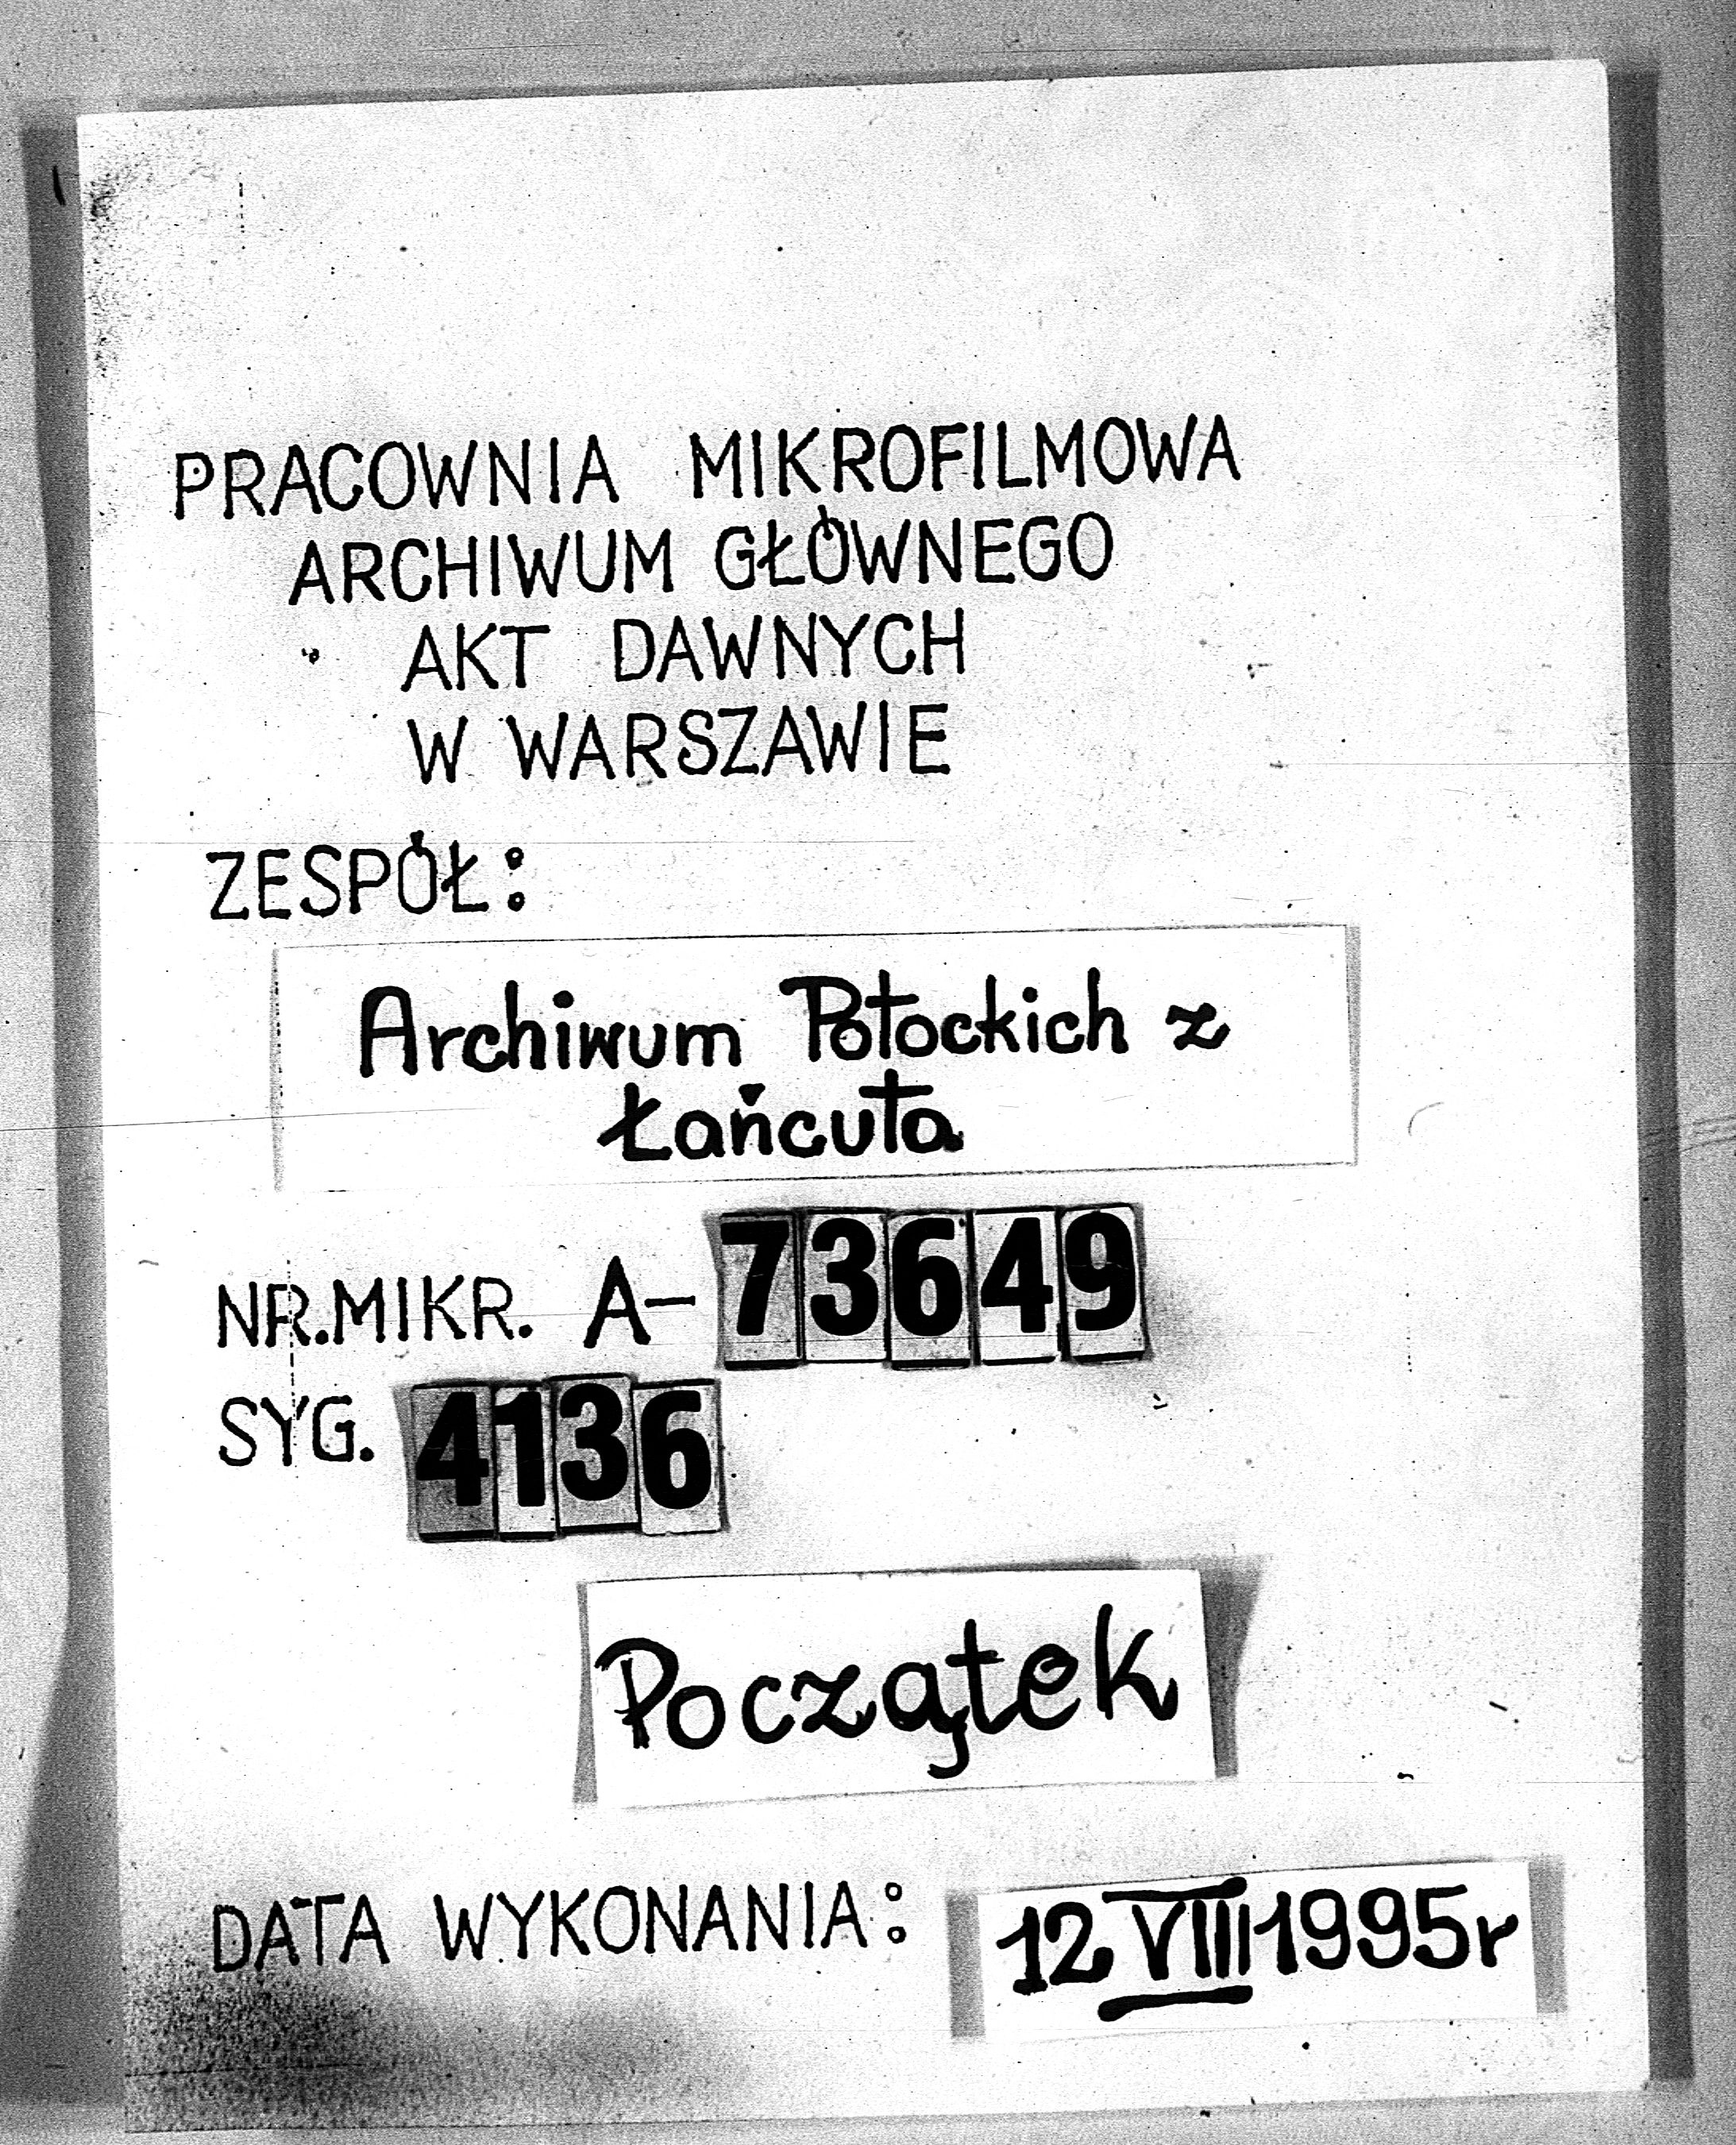 PRACOWNIA MIKROFILMOWA
ARCHIWUM GŁÓWNEGO
AKT DAWNYCH
W WARSZAWIE
ZESPÓŁ:
Archiwum Potockich z
Łańcuta
NR.MIKR. A-73649
SYG. 4136
Początek
DATA WYKONANIA: 12 VIII 1995r